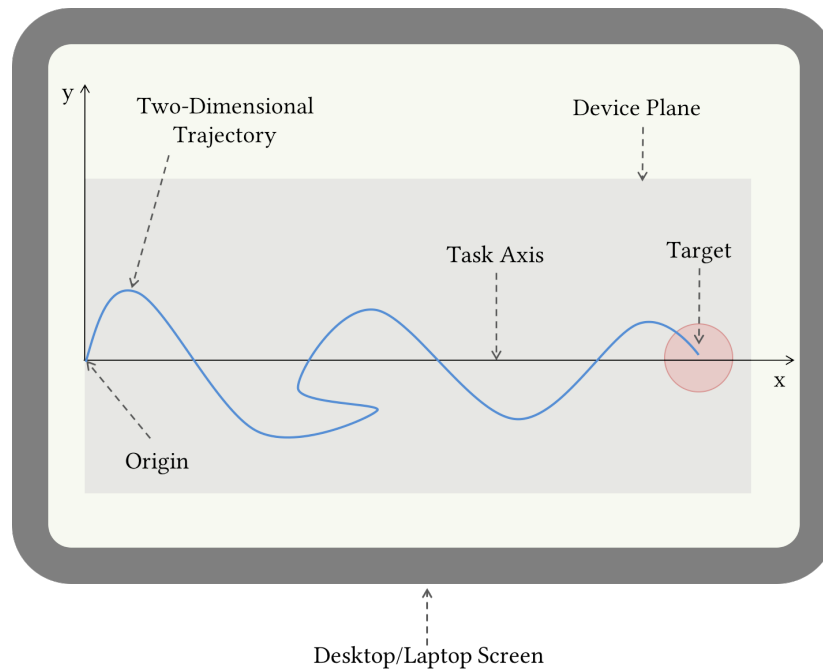 y
Two-Dimensional
Trajectory
Device Plane
Task Axis
Target
x
Origin
Desktop/Laptop Screen